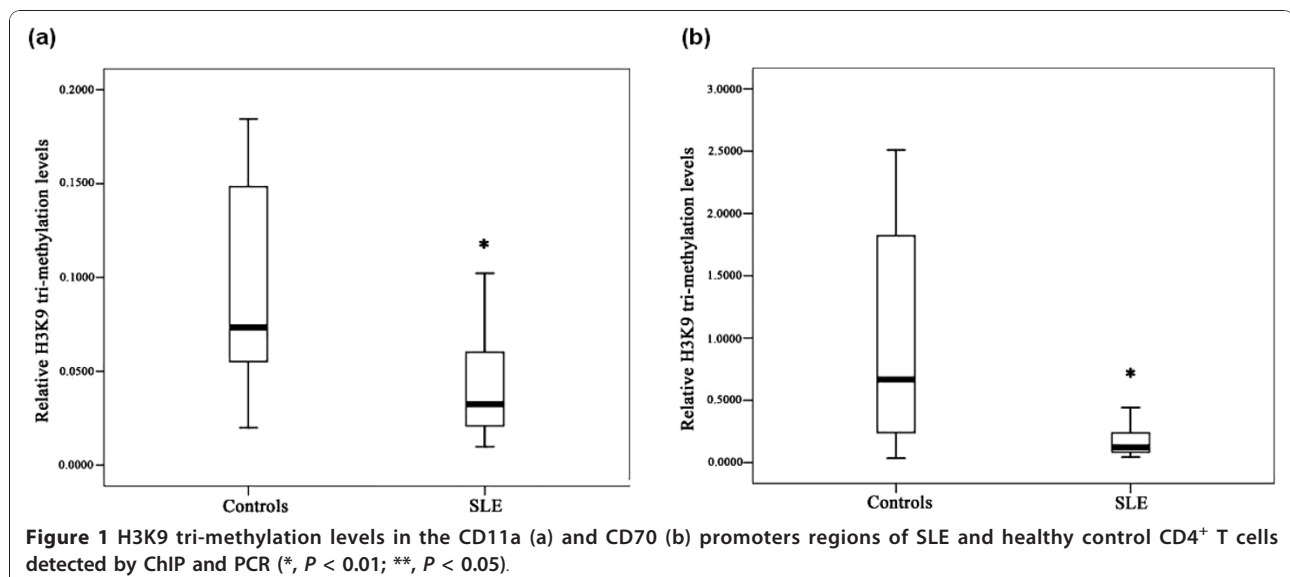 (a)
(b)
Relative H3K9 tri-methylation levels
0.2000
0.1500
0.1000
0.0500
0.0000
*
Controls
SLE
Relative H3K9 tri-methylation levels
3.0000
2.5000
2.0000
1.5000
1.0000
0.5000
0.0000
*
Controls
SLE
Figure 1 H3K9 tri-methylation levels in the CD11a (a) and CD70 (b) promoters regions of SLE and healthy control CD4+ T cells
detected by ChIP and PCR (*, P < 0.01; **, P < 0.05).